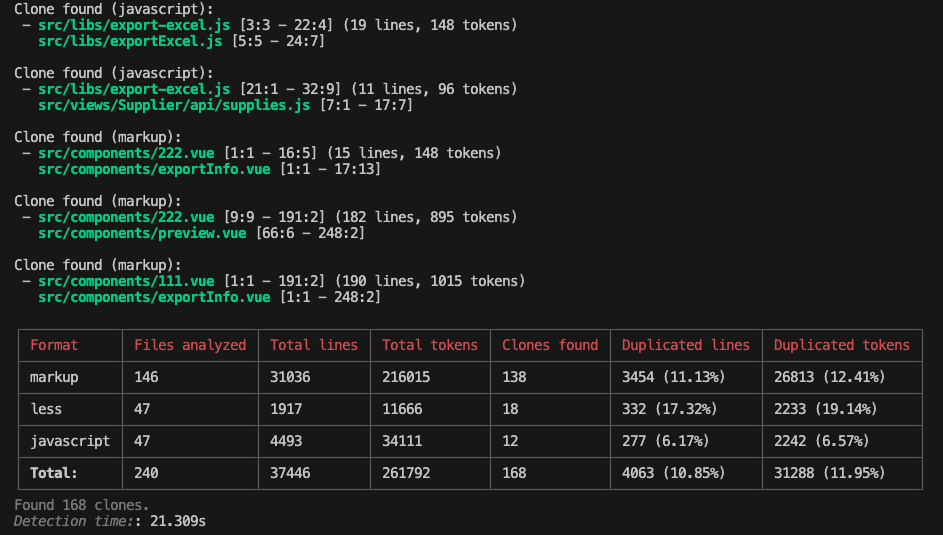 Clone found (javascript):
– src/libs/export-excel.js [3:3 – 22:4] (19 lines, 148 tokens)
src/libs/exportExcel.js [5:5 – 24:7]
Clone found (javascript):
– src/libs/export-excel.js [21:1 – 32:9] (11 lines, 96 tokens)
src/views/Supplier/api/supplies.js [7:1 – 17:7]
Clone found (markup):
– src/components/222.vue [1:1 – 16:5] (15 lines, 148 tokens)
src/components/exportInfo.vue [1:1 – 17:13]
Clone found (markup):
– src/components/222.vue [9:9 – 191:2] (182 lines, 895 tokens)
src/components/preview.vue [66:6 – 248:2]
Clone found (markup):
– src/components/111.vue [1:1 – 191:2] (190 lines, 1015 tokens)
src/components/exportInfo.vue [1:1 – 248:2]
Format Files analyzed Total lines Total tokens Clones found Duplicated lines Duplicated tokens
markup 146 31036 216015 138 3454 (11.13%) 26813 (12.41%)
less 47 1917 11666 18 332 (17.32%) 2233 (19.14%)
javascript 47 4493 34111 12 277 (6.17%) 2242 (6.57%)
Total: 240 37446 261792 168 4063 (10.85%) 31288 (11.95%)
Found 168 clones.
Detection time:: 21.309s